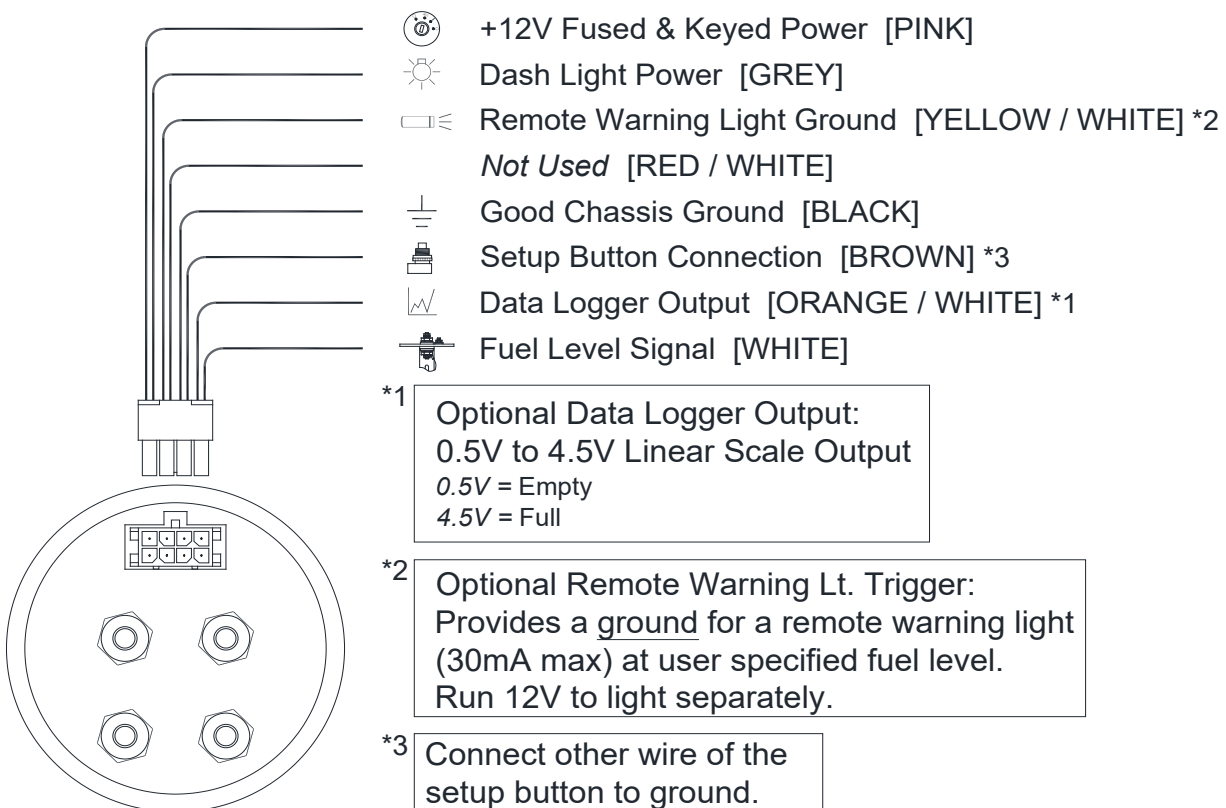 +12V Fused & Keyed Power [PINK]
Dash Light Power [GREY]
Remote Warning Light Ground [YELLOW / WHITE] *2
Not Used [RED / WHITE]
Good Chassis Ground [BLACK]
Setup Button Connection [BROWN] *3
Data Logger Output [ORANGE / WHITE] *1
Fuel Level Signal [WHITE]
*1
Optional Data Logger Output:
0.5V to 4.5V Linear Scale Output
0.5V = Empty
4.5V = Full
*2
Optional Remote Warning Lt. Trigger:
Provides a ground for a remote warning light
(30mA max) at user specified fuel level.
Run 12V to light separately.
*3
Connect other wire of the
setup button to ground.